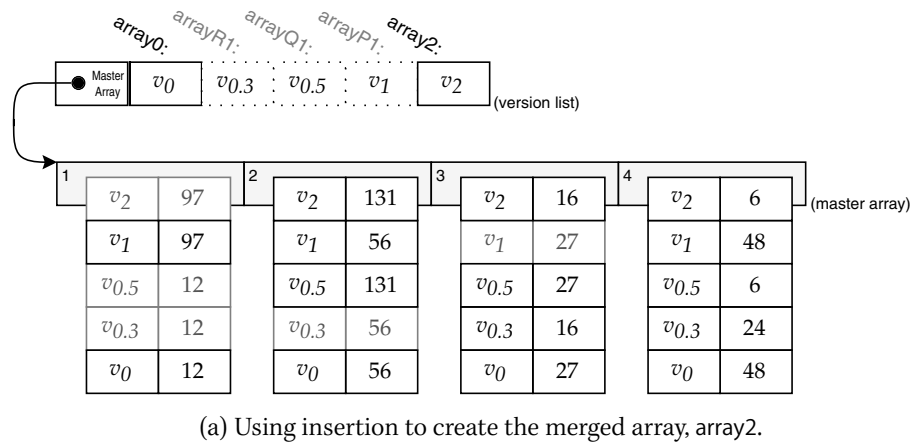 array0: arrayR1: arrayQ1: arrayP1: array2:
Master Array v0 v0.3 v0.5 v1 v2
(version list)
1 2 3 4
v2 97 v2 131 v2 16 v2 6
(master array)
v1 97 v1 56 v1 27 v1 48
v0.5 12 v0.5 131 v0.5 27 v0.5 6
v0.3 12 v0.3 56 v0.3 16 v0.3 24
v0 12 v0 56 v0 27 v0 48
(a) Using insertion to create the merged array, array2.